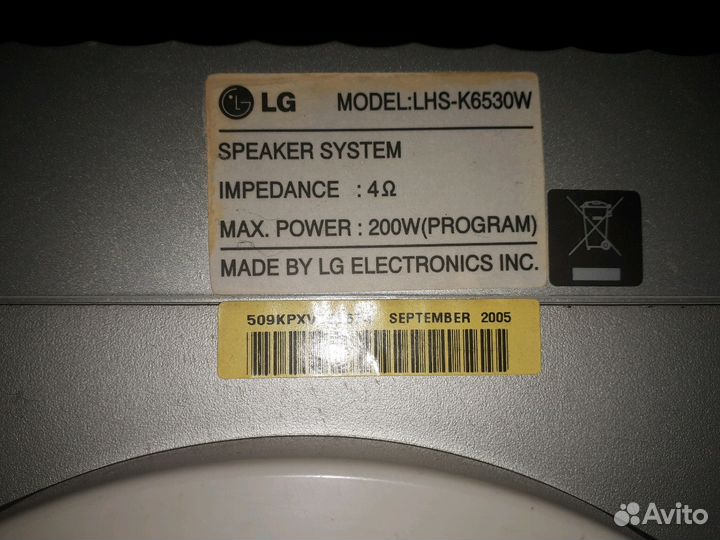 LG MODEL:LHS-K6530W
SPEAKER SYSTEM
IMPEDANCE : 4Ω
MAX. POWER : 200W(PROGRAM)
MADE BY LG ELECTRONICS INC.
SEPTEMBER 2005
Avito